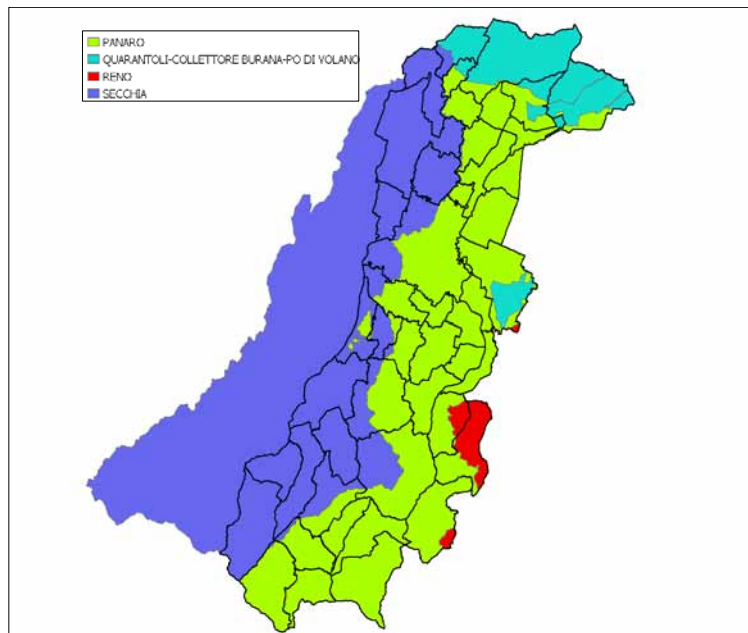 PANARO
QUARANTOLI-COLLETTORE BURANA-PO DI VOLANO
RENO
SECCHIA